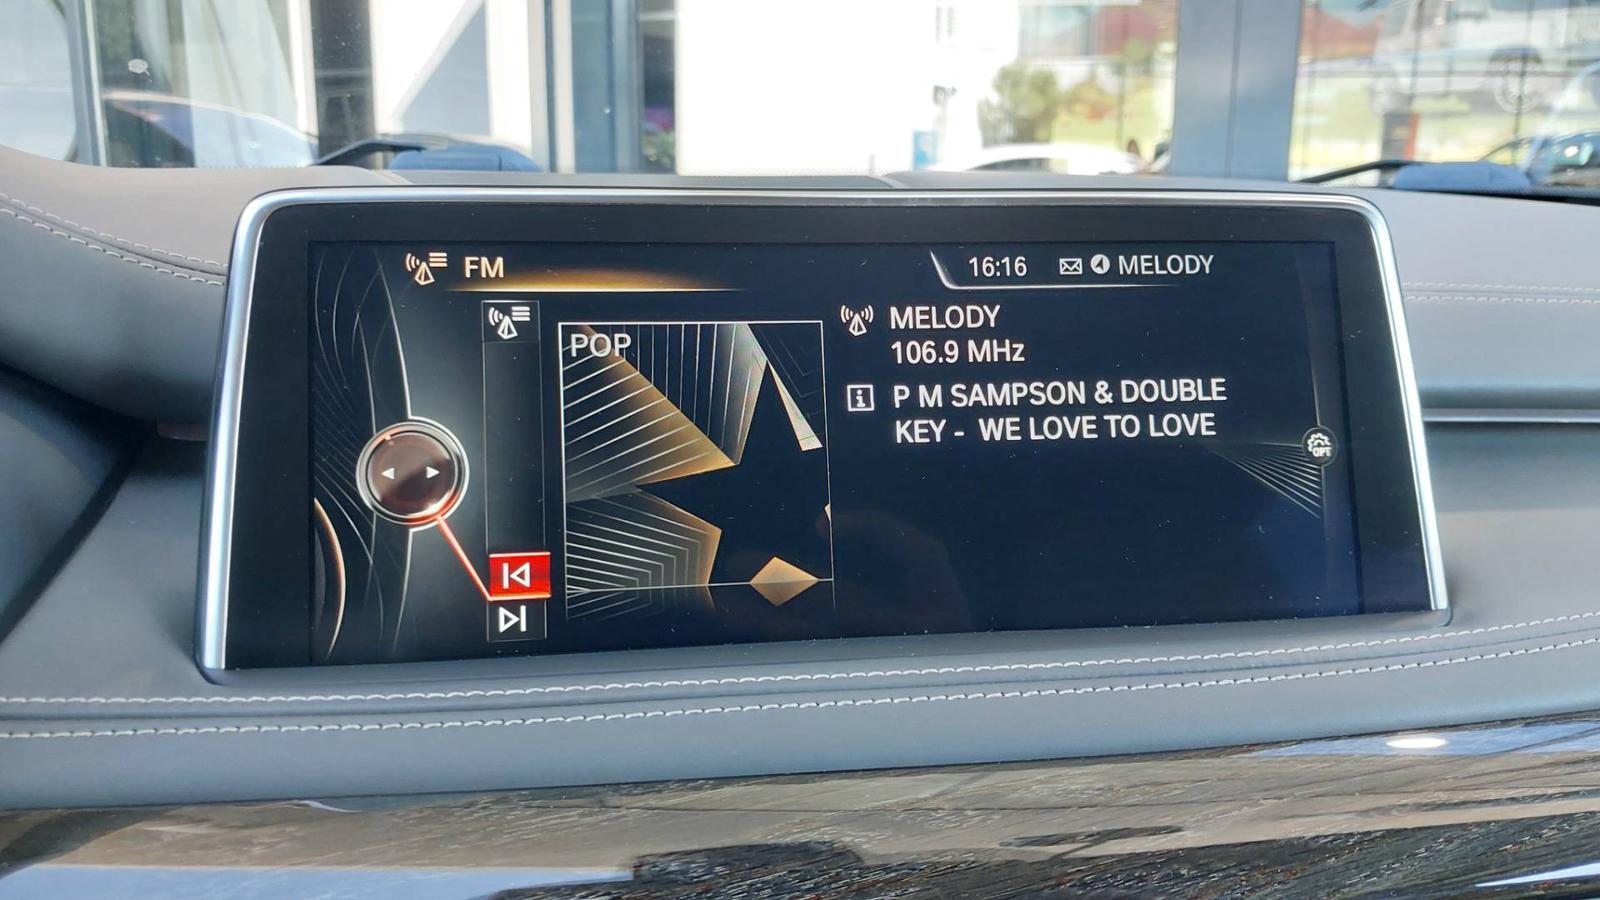 FM
16:16 MELODY
POP
MELODY
106.9 MHz
P M SAMPSON & DOUBLE
KEY - WE LOVE TO LOVE
OPT